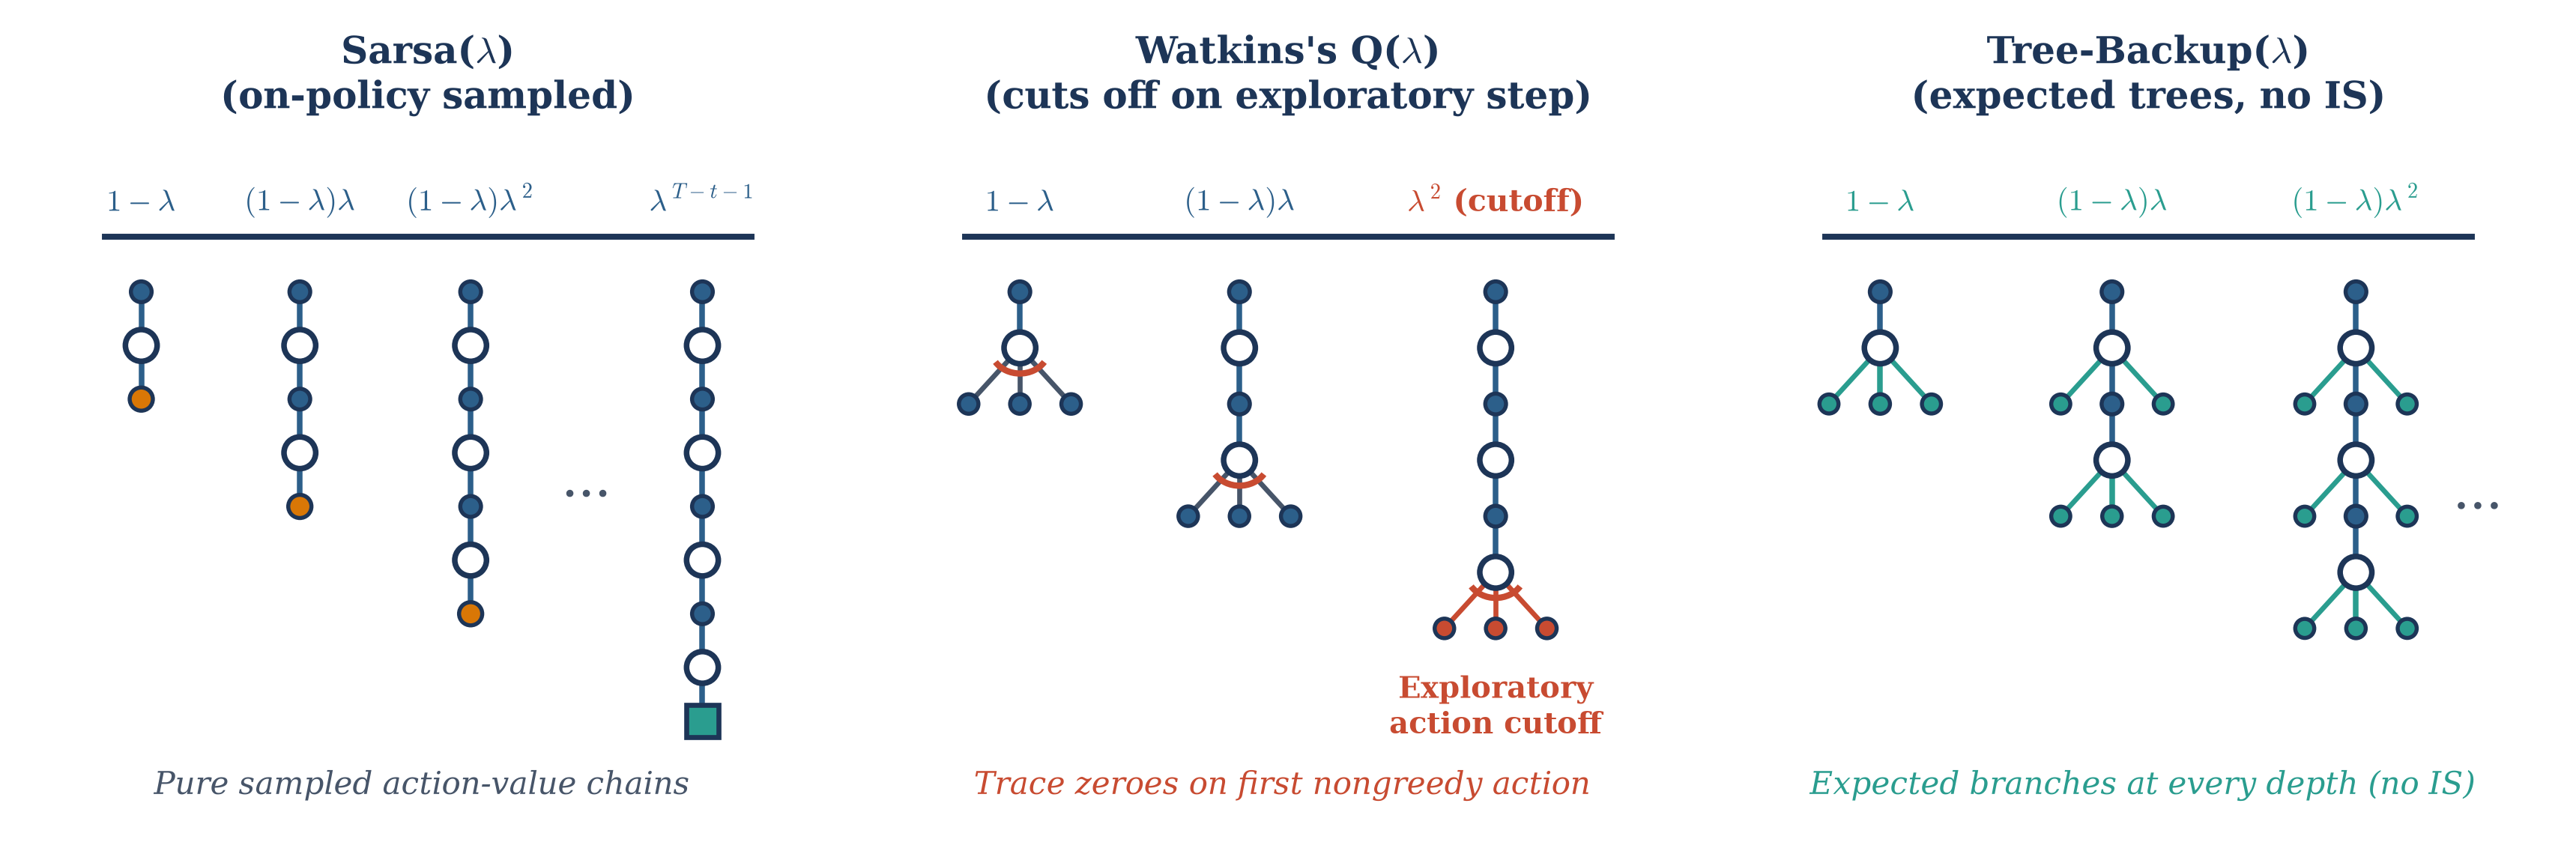 Sarsa(λ)
(on-policy sampled)
1 − λ
(1 − λ)λ
(1 − λ)λ²
λ^{T−t−1}
...
Pure sampled action-value chains
Watkins's Q(λ)
(cuts off on exploratory step)
1 − λ
(1 − λ)λ
λ² (cutoff)
Exploratory
action cutoff
Trace zeroes on first nongreedy action
Tree-Backup(λ)
(expected trees, no IS)
1 − λ
(1 − λ)λ
(1 − λ)λ²
...
Expected branches at every depth (no IS)